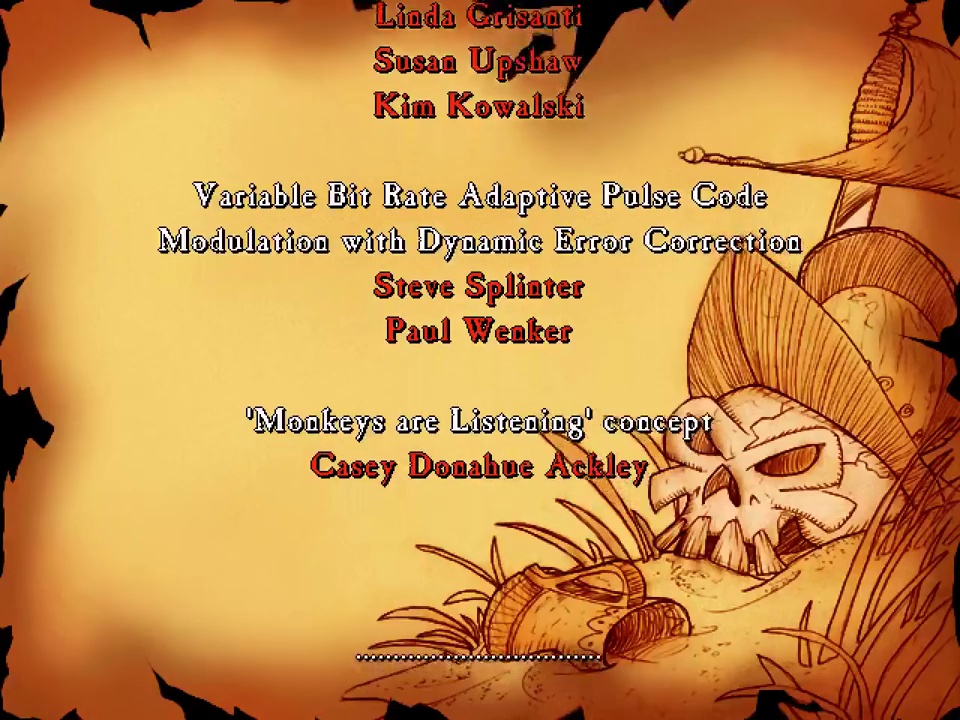 Linda Grisanti
Susan Upshaw
Kim Kowalski
Variable Bit Rate Adaptive Pulse Code
Modulation with Dynamic Error Correction
Steve Splinter
Paul Wenker
'Monkeys are Listening' concept
Casey Donahue Ackley
..................................